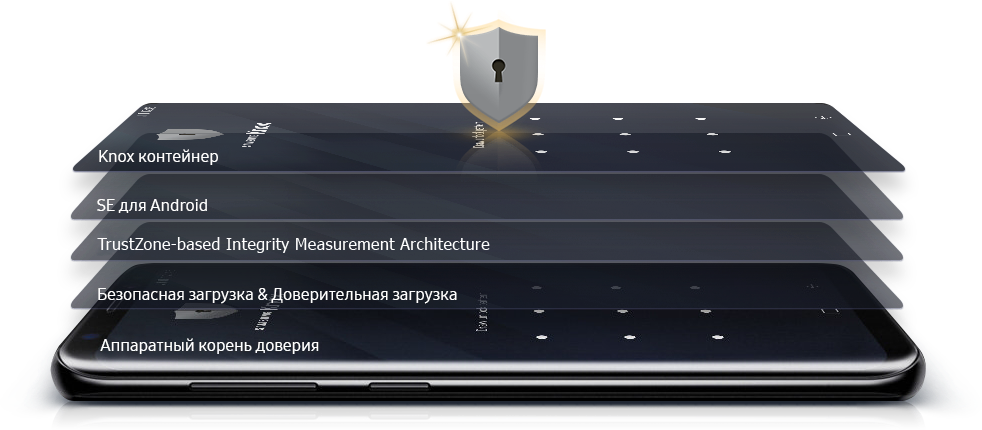 Knox контейнер
SE для Android
TrustZone-based Integrity Measurement Architecture
Безопасная загрузка & Доверительная загрузка
Аппаратный корень доверия